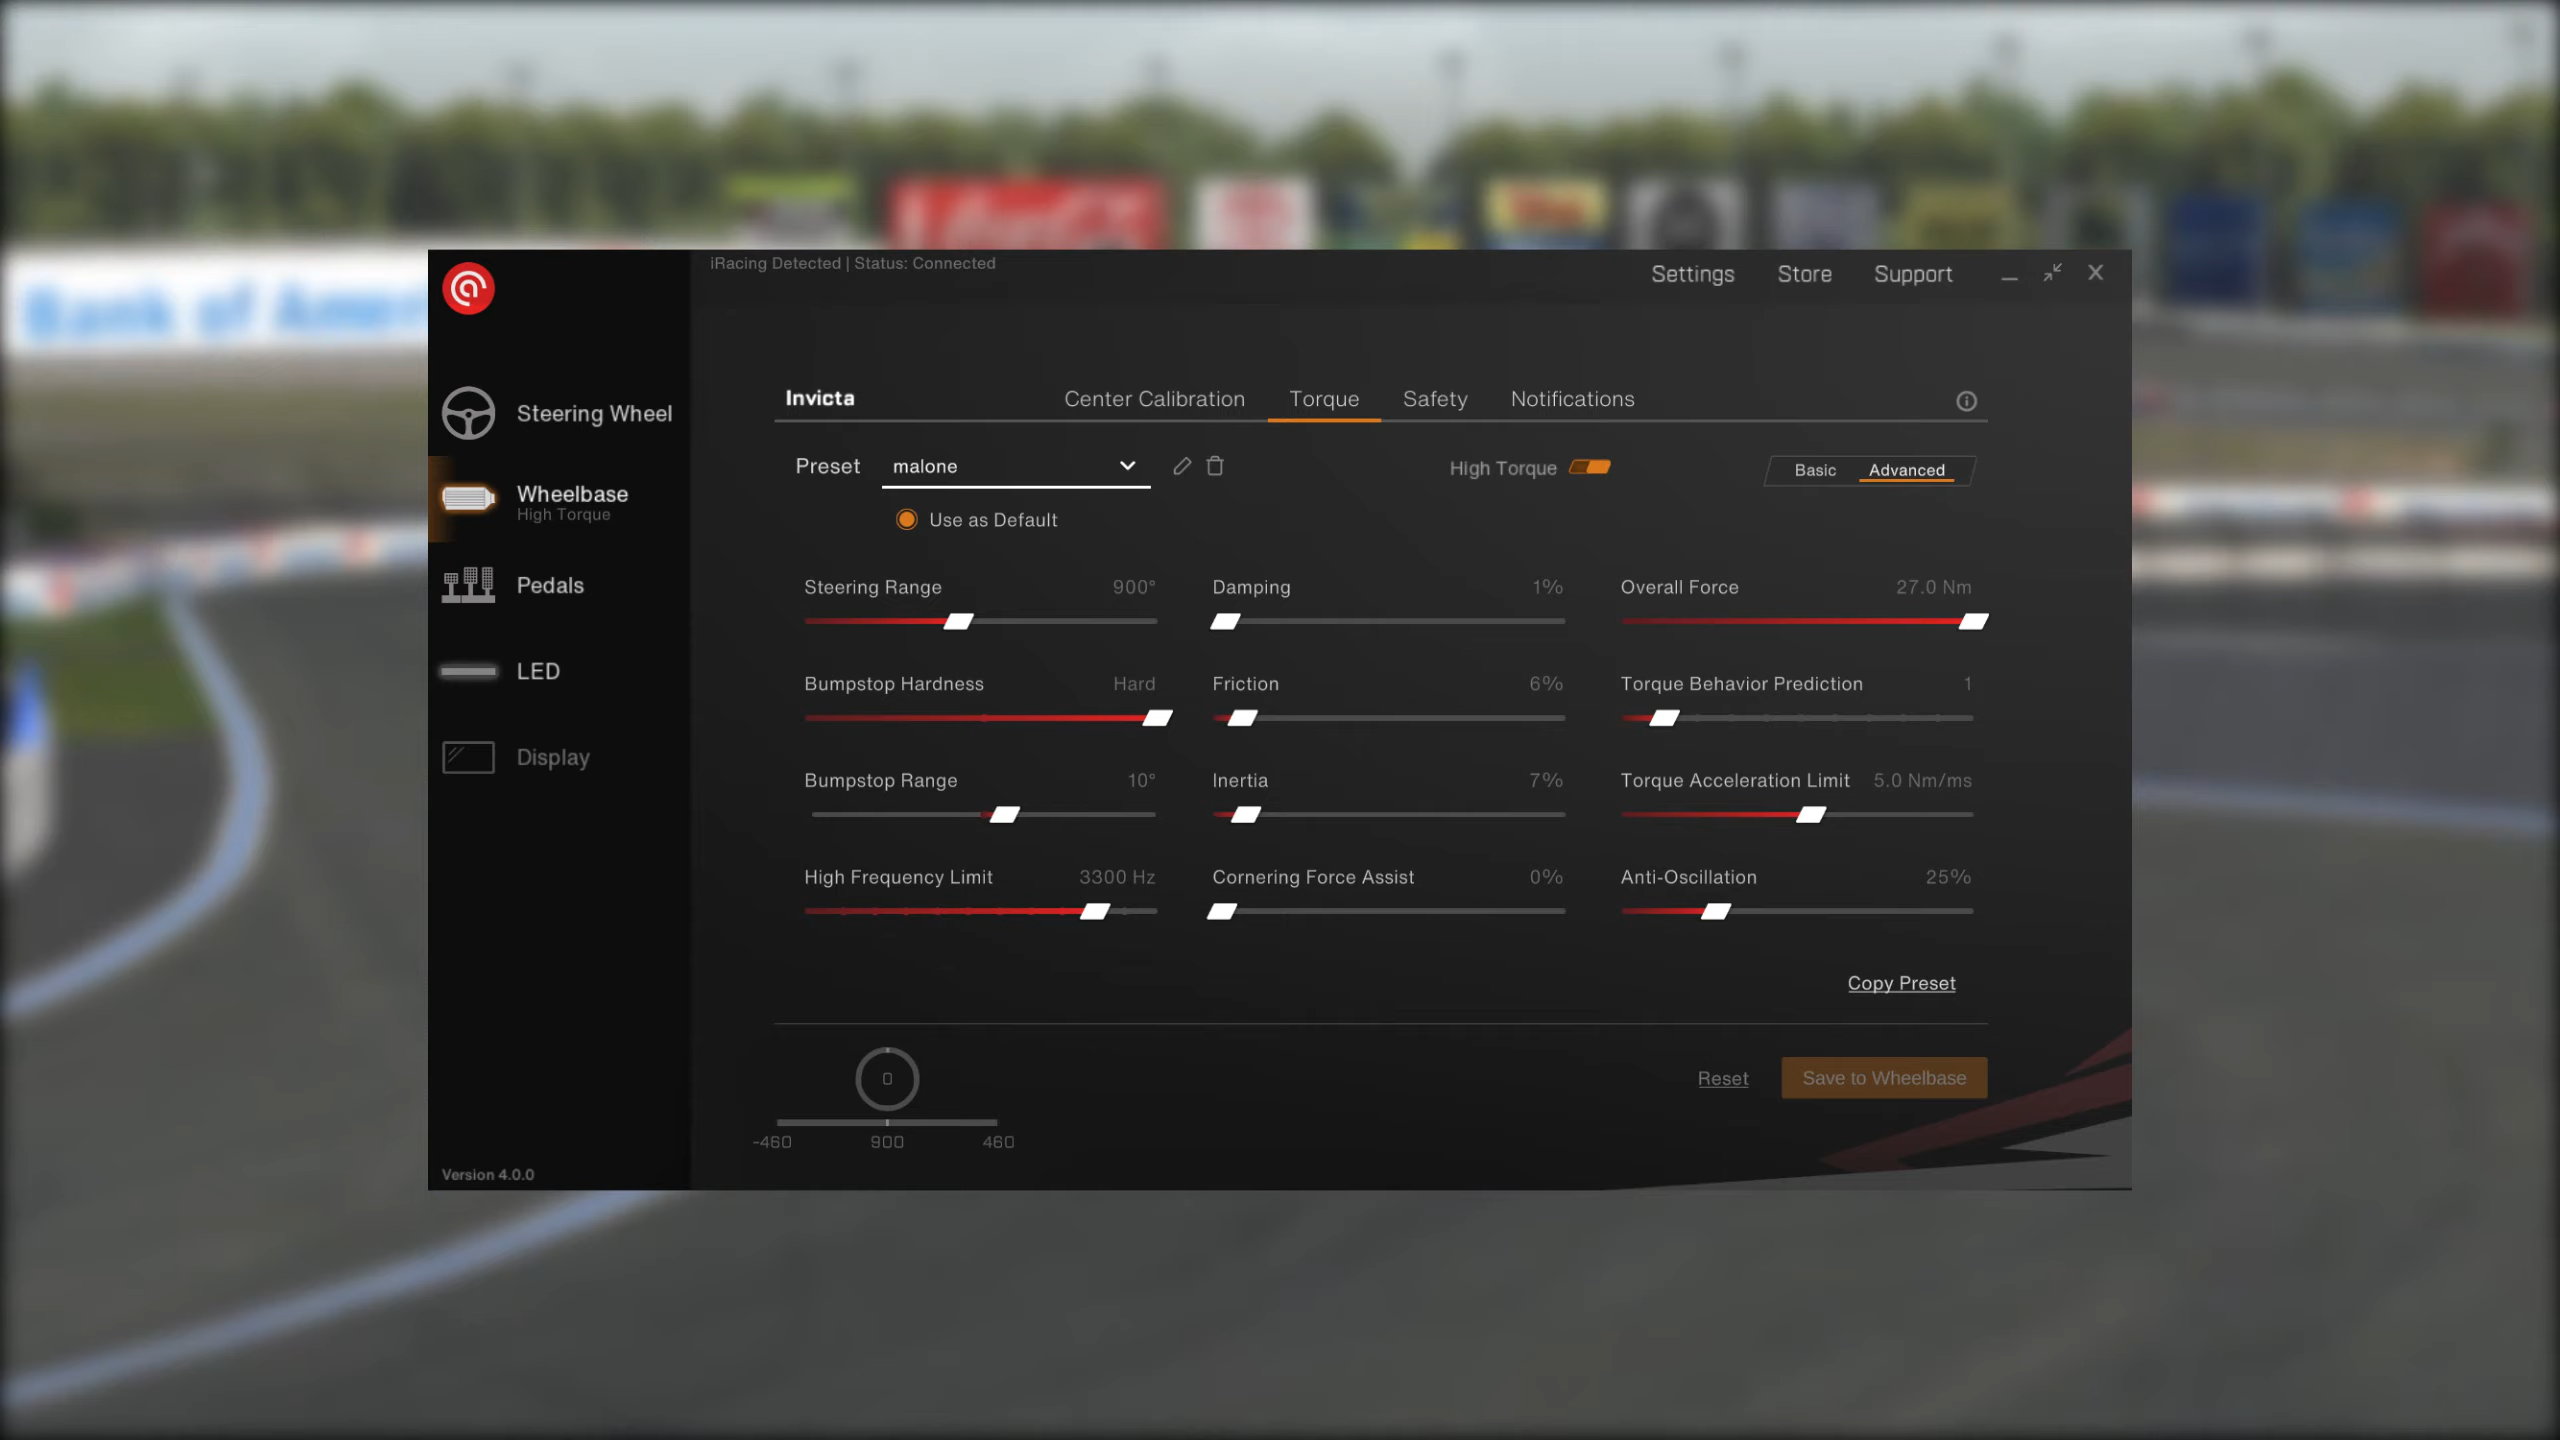 Bank of Amer
iRacing Detected | Status: Connected
Settings Store Support
Invicta Center Calibration Torque Safety Notifications
Steering Wheel
Wheelbase
High Torque
Pedals
LED
Display
Preset malone High Torque Basic Advanced
Use as Default
Steering Range 900° Damping 1% Overall Force 27.0 Nm
Bumpstop Hardness Hard Friction 6% Torque Behavior Prediction 1
Bumpstop Range 10° Inertia 7% Torque Acceleration Limit 5.0 Nm/ms
High Frequency Limit 3300 Hz Cornering Force Assist 0% Anti-Oscillation 25%
Copy Preset
0
Reset Save to Wheelbase
-460 900 460
Version 4.0.0